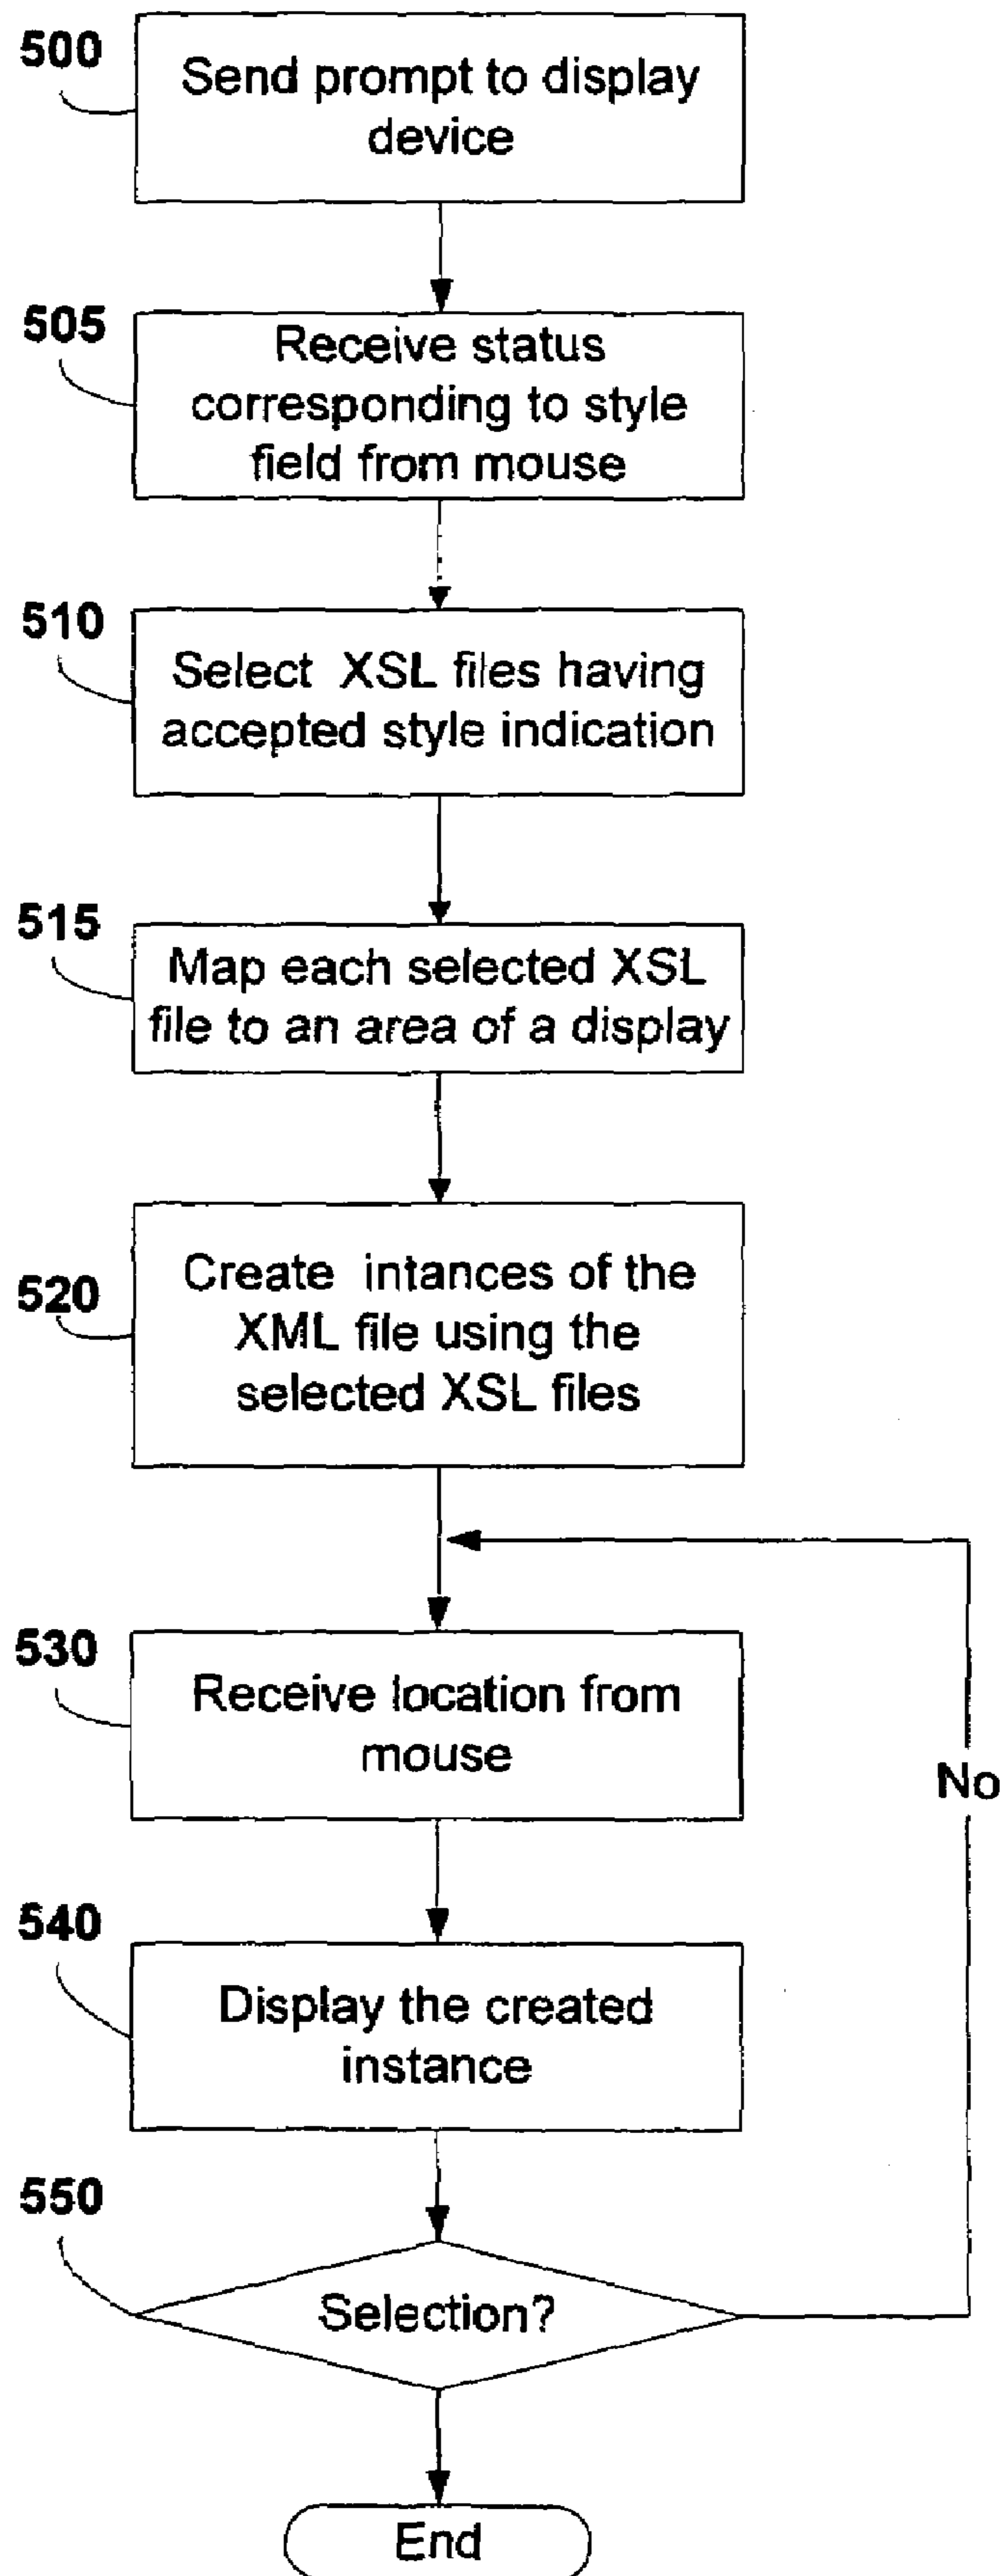 500
Send prompt to display
device
505
Receive status
corresponding to style
field from mouse
510
Select XSL files having
accepted style indication
515
Map each selected XSL
file to an area of a display
520
Create intances of the
XML file using the
selected XSL files
530
Receive location from
mouse
No
540
Display the created
instance
550
Selection?
End